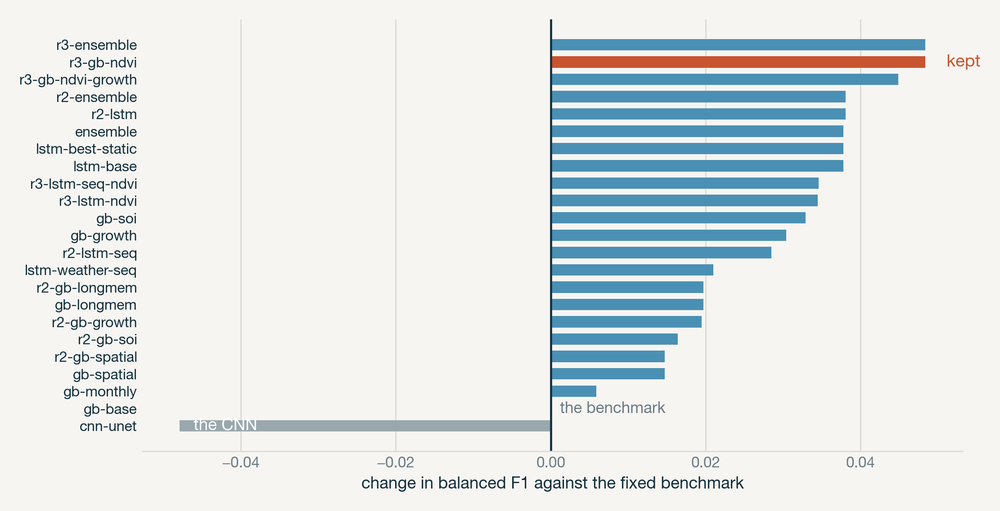 r3-ensemble
r3-gb-ndvi
kept
r3-gb-ndvi-growth
r2-ensemble
r2-lstm
ensemble
lstm-best-static
lstm-base
r3-lstm-seq-ndvi
r3-lstm-ndvi
gb-soi
gb-growth
r2-lstm-seq
lstm-weather-seq
r2-gb-longmem
gb-longmem
r2-gb-growth
r2-gb-soi
r2-gb-spatial
gb-spatial
gb-monthly
gb-base
the benchmark
cnn-unet
the CNN
−0.04 −0.02 0.00 0.02 0.04
change in balanced F1 against the fixed benchmark